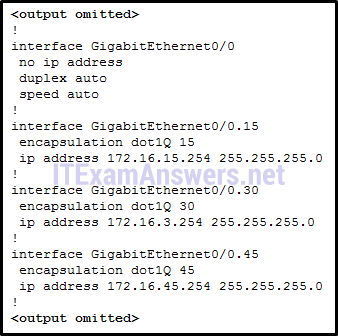 <output omitted>
!
interface GigabitEthernet0/0
no ip address
duplex auto
speed auto
!
interface GigabitEthernet0/0.15
encapsulation dot1Q 15
ip address 172.16.15.254 255.255.255.0
!
ITExamAnswers.net
interface GigabitEthernet0/0.30
encapsulation dot1Q 30
ip address 172.16.3.254 255.255.255.0
!
interface GigabitEthernet0/0.45
encapsulation dot1Q 45
ip address 172.16.45.254 255.255.255.0
!
<output omitted>